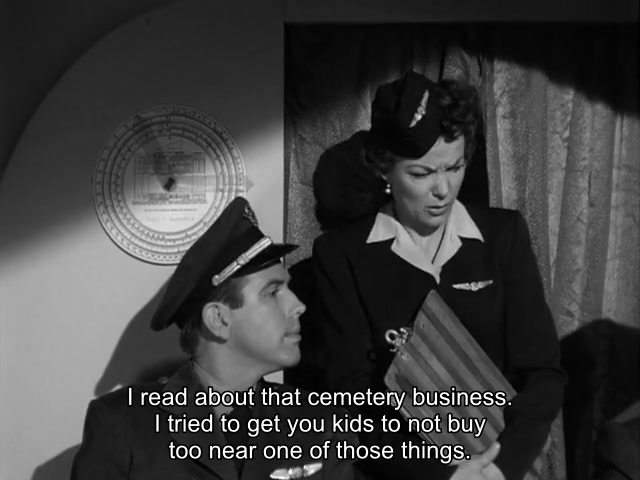 I read about that cemetery business.
I tried to get you kids to not buy
too near one of those things.